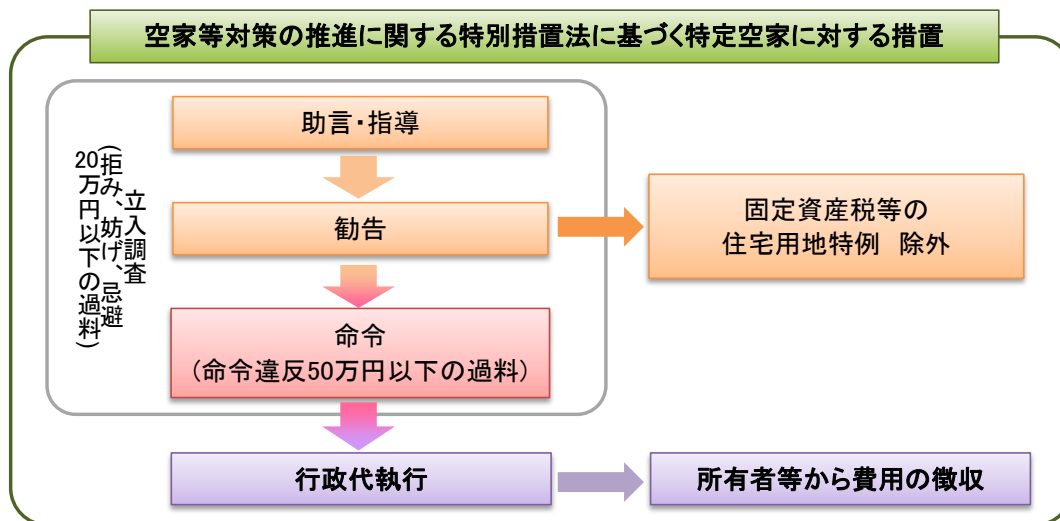 空家等対策の推進に関する特別措置法に基づく特定空家に対する措置
立入調査
(拒み、妨げ、忌避
20万円以下の過料)
助言・指導
勧告
固定資産税等の
住宅用地特例　除外
命令
(命令違反50万円以下の過料)
行政代執行
所有者等から費用の徴収